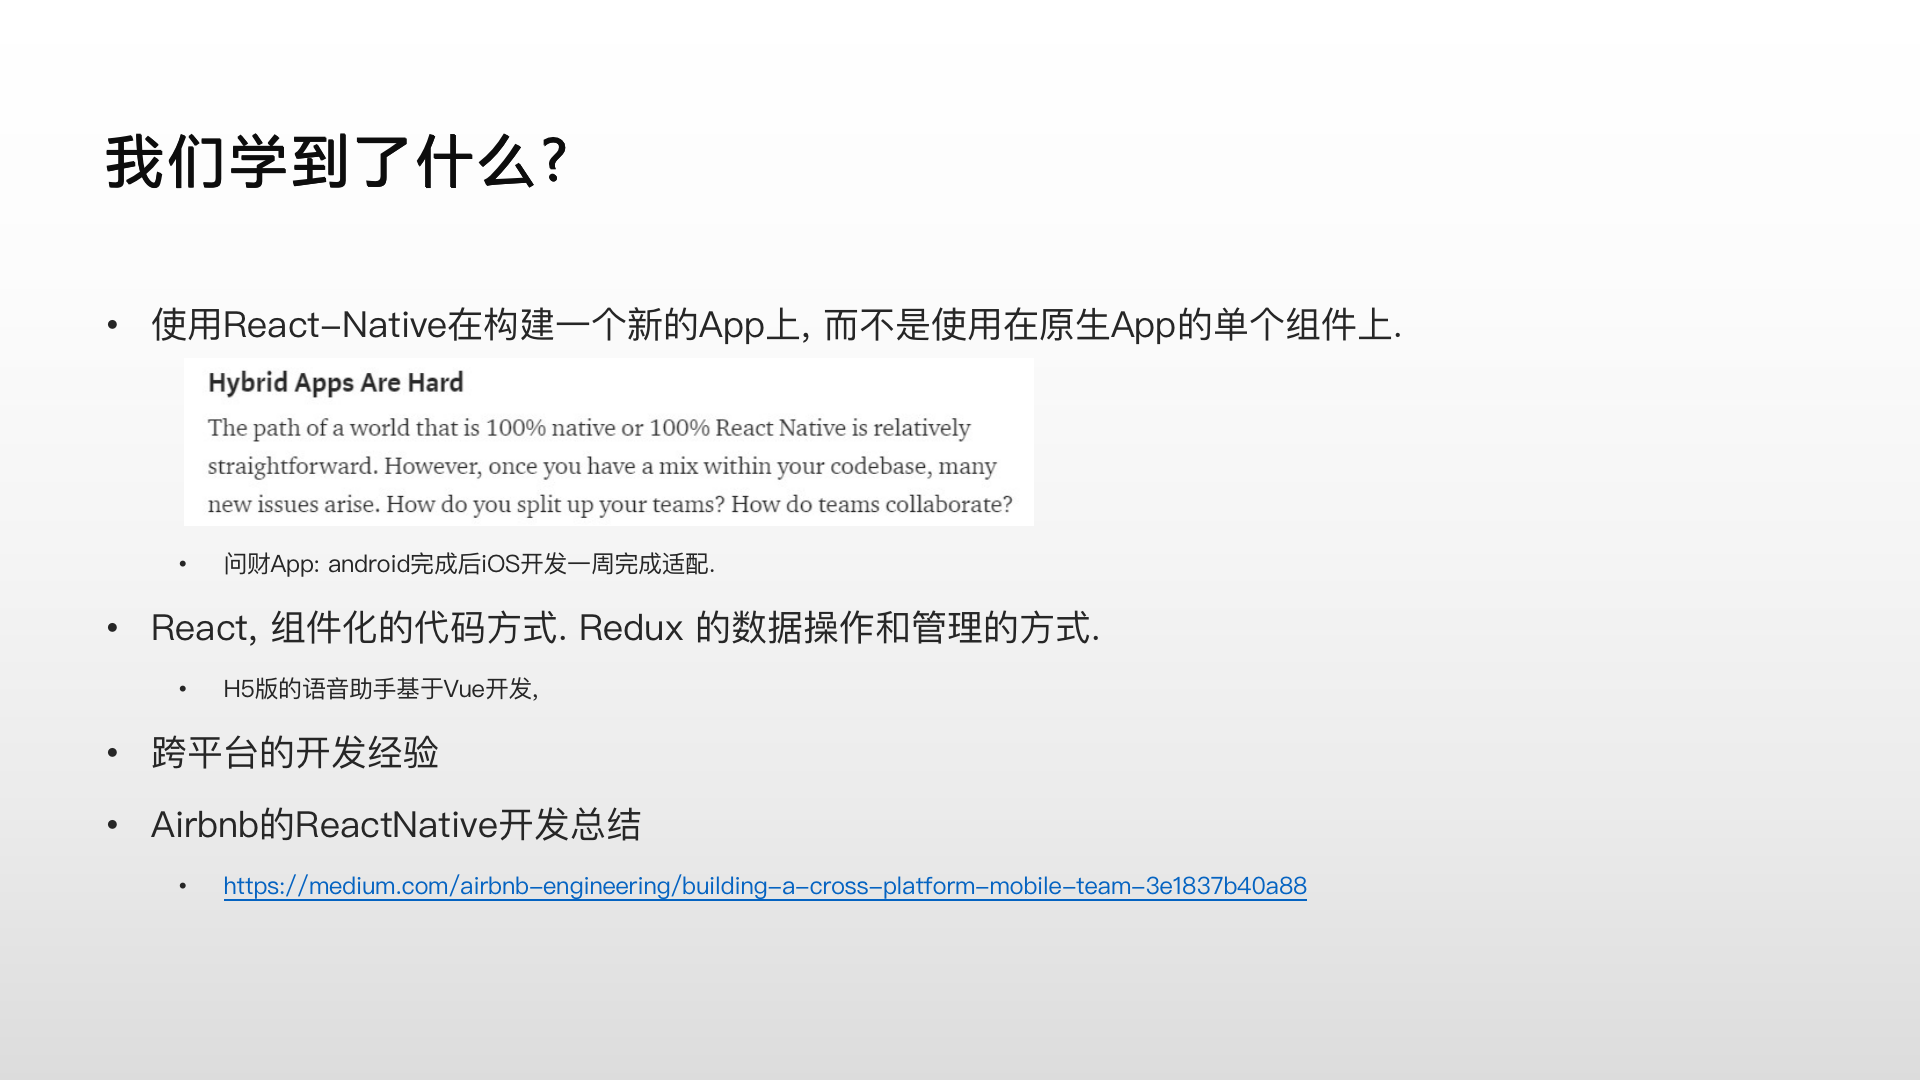 我们学到了什么?
• 使用React-Native在构建一个新的App上, 而不是使用在原生App的单个组件上.
Hybrid Apps Are Hard
The path of a world that is 100% native or 100% React Native is relatively
straightforward. However, once you have a mix within your codebase, many
new issues arise. How do you split up your teams? How do teams collaborate?
• 问财App: android完成后iOS开发一周完成适配.
• React, 组件化的代码方式. Redux 的数据操作和管理的方式.
• H5版的语音助手基于Vue开发,
• 跨平台的开发经验
• Airbnb的ReactNative开发总结
• https://medium.com/airbnb-engineering/building-a-cross-platform-mobile-team-3e1837b40a88